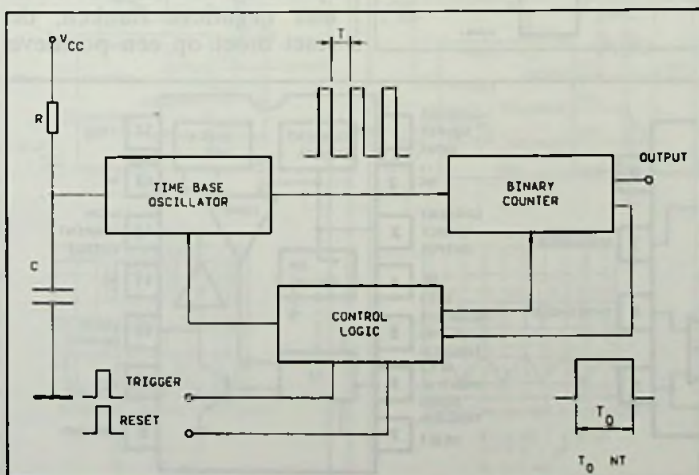 VCC
T
R
TIME BASE
OSCILLATOR
BINARY
COUNTER
OUTPUT
C
CONTROL
LOGIC
TRIGGER
RESET
T0
T0 NT